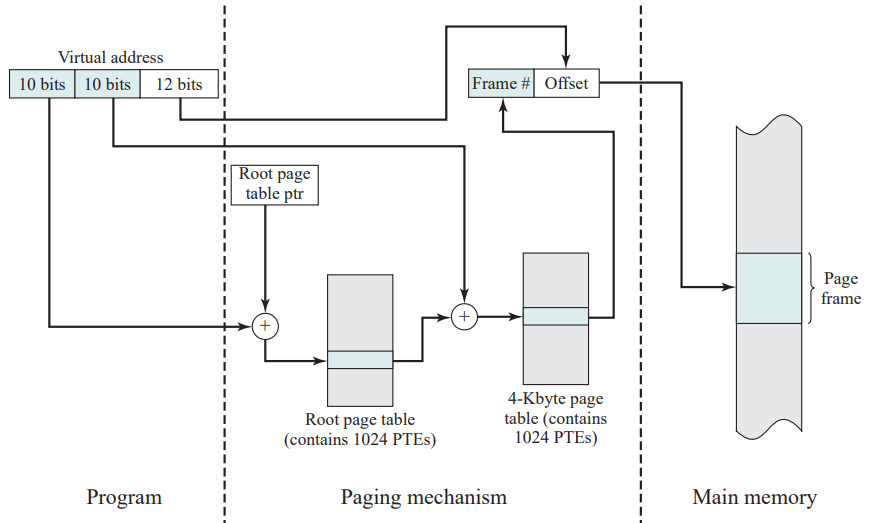 Virtual address
10 bits
10 bits
12 bits
Frame #
Offset
Root page
table ptr
+
+
Page
frame
Root page table
(contains 1024 PTEs)
4-Kbyte page
table (contains
1024 PTEs)
Program
Paging mechanism
Main memory